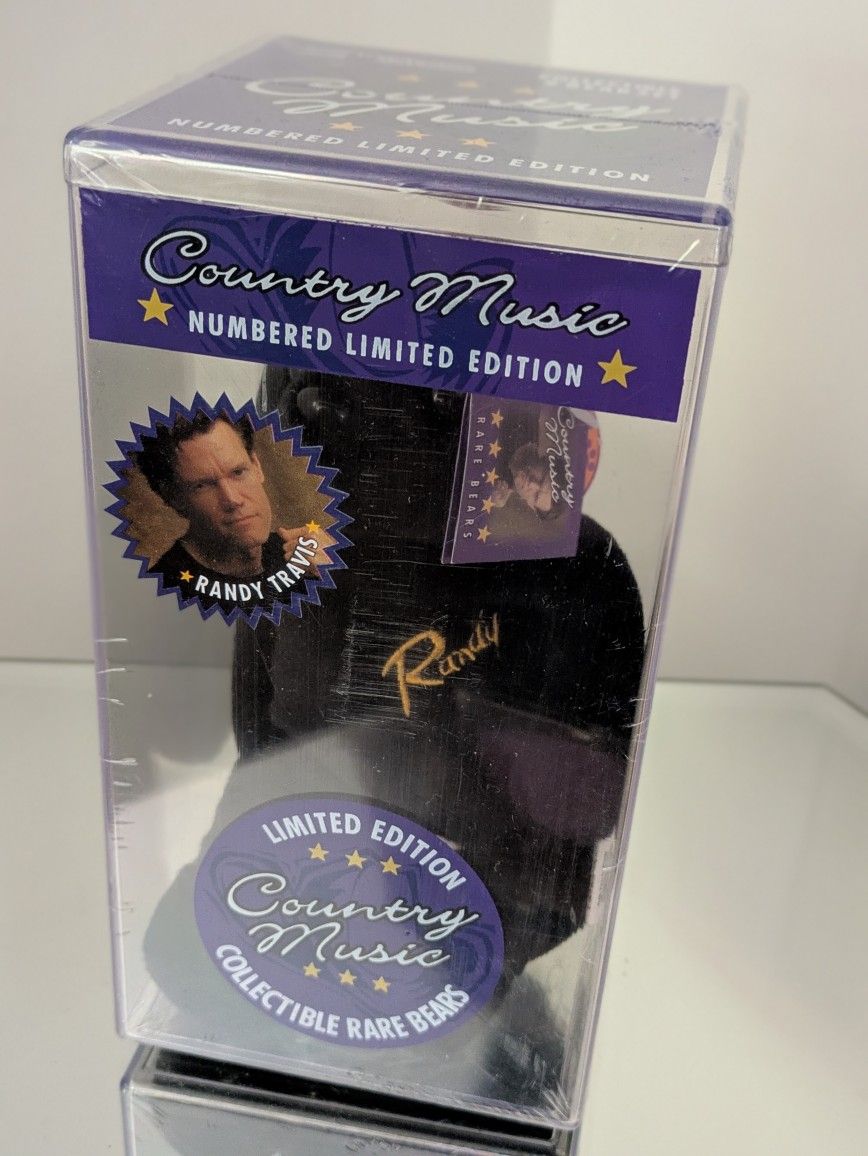 Country
Music
NUMBERED LIMITED EDITION
Country Music
NUMBERED LIMITED EDITION
RANDY TRAVIS
Country
Music
RARE BEARS
Randy
LIMITED EDITION
Country
Music
COLLECTIBLE RARE BEARS